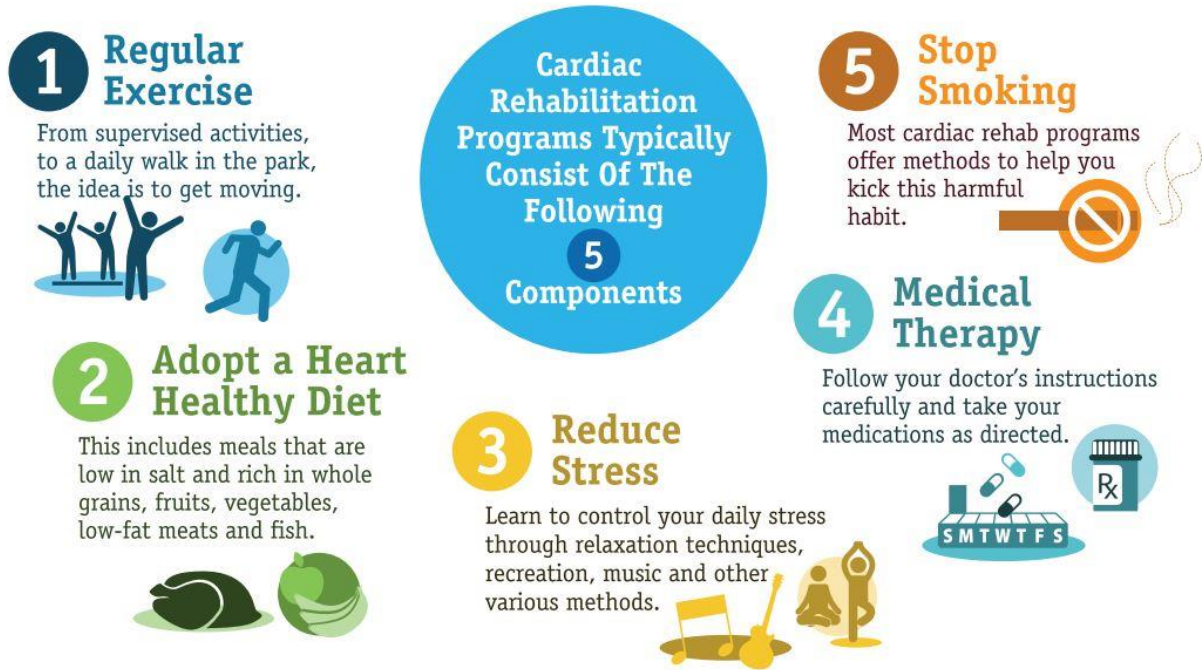 Cardiac
Rehabilitation
Programs Typically
Consist Of The
Following
5
Components
1
Regular
Exercise
From supervised activities,
to a daily walk in the park,
the idea is to get moving.
2
Adopt a Heart
Healthy Diet
This includes meals that are
low in salt and rich in whole
grains, fruits, vegetables,
low-fat meats and fish.
3
Reduce
Stress
Learn to control your daily stress
through relaxation techniques,
recreation, music and other
various methods.
4
Medical
Therapy
Follow your doctor's instructions
carefully and take your
medications as directed.
Rx
S M T W T F S
5
Stop
Smoking
Most cardiac rehab programs
offer methods to help you
kick this harmful
habit.